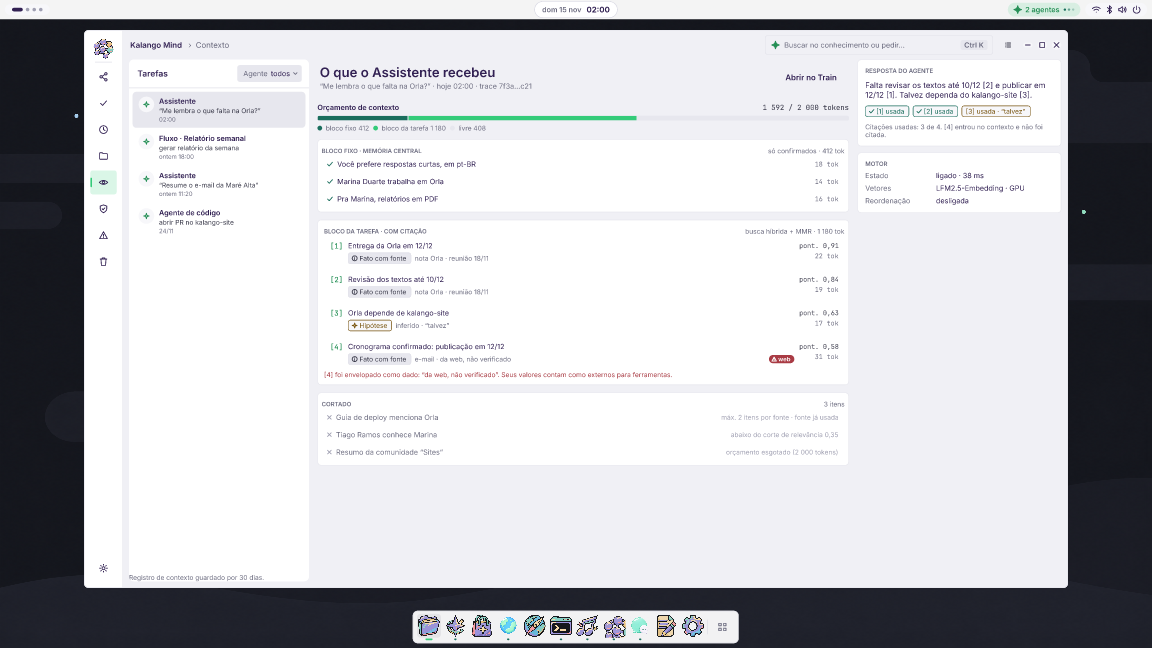 dom 15 nov 02:00
2 agentes
Kalango Mind › Contexto
Buscar no conhecimento ou pedir... Ctrl K
Tarefas
Agente todos
Assistente
"Me lembra o que falta na Orla?"
02:00
Fluxo · Relatório semanal
gerar relatório da semana
ontem 18:00
Assistente
"Resume o e-mail da Maré Alta"
ontem 11:20
Agente de código
abrir PR no kalango-site
24/11
Registro de contexto guardado por 30 dias.
O que o Assistente recebeu
"Me lembra o que falta na Orla?" · hoje 02:00 · trace 7f3a...c21
Abrir no Train
Orçamento de contexto
1 592 / 2 000 tokens
bloco fixo 412 bloco da tarefa 1 180 livre 408
BLOCO FIXO · MEMÓRIA CENTRAL
só confirmados · 412 tok
Você prefere respostas curtas, em pt-BR
18 tok
Marina Duarte trabalha em Orla
14 tok
Pra Marina, relatórios em PDF
16 tok
BLOCO DA TAREFA · COM CITAÇÃO
busca híbrida + MMR · 1 180 tok
[1] Entrega da Orla em 12/12
pont. 0,91
Fato com fonte nota Orla · reunião 18/11
22 tok
[2] Revisão dos textos até 10/12
pont. 0,84
Fato com fonte nota Orla · reunião 18/11
19 tok
[3] Orla depende de kalango-site
pont. 0,63
Hipótese inferido · "talvez"
17 tok
[4] Cronograma confirmado: publicação em 12/12
pont. 0,58
Fato com fonte e-mail · da web, não verificado
web
31 tok
[4] foi envelopado como dado: "da web, não verificado". Seus valores contam como externos para ferramentas.
CORTADO
3 itens
Guia de deploy menciona Orla
máx. 2 itens por fonte · fonte já usada
Tiago Ramos conhece Marina
abaixo do corte de relevância 0,35
Resumo da comunidade "Sites"
orçamento esgotado (2 000 tokens)
RESPOSTA DO AGENTE
Falta revisar os textos até 10/12 [2] e publicar em
12/12 [1]. Talvez dependa do kalango-site [3].
[1] usada [2] usada [3] usada · "talvez"
Citações usadas: 3 de 4. [4] entrou no contexto e não foi
citada.
MOTOR
Estado ligado · 38 ms
Vetores LFM2.5-Embedding · GPU
Reordenação desligada